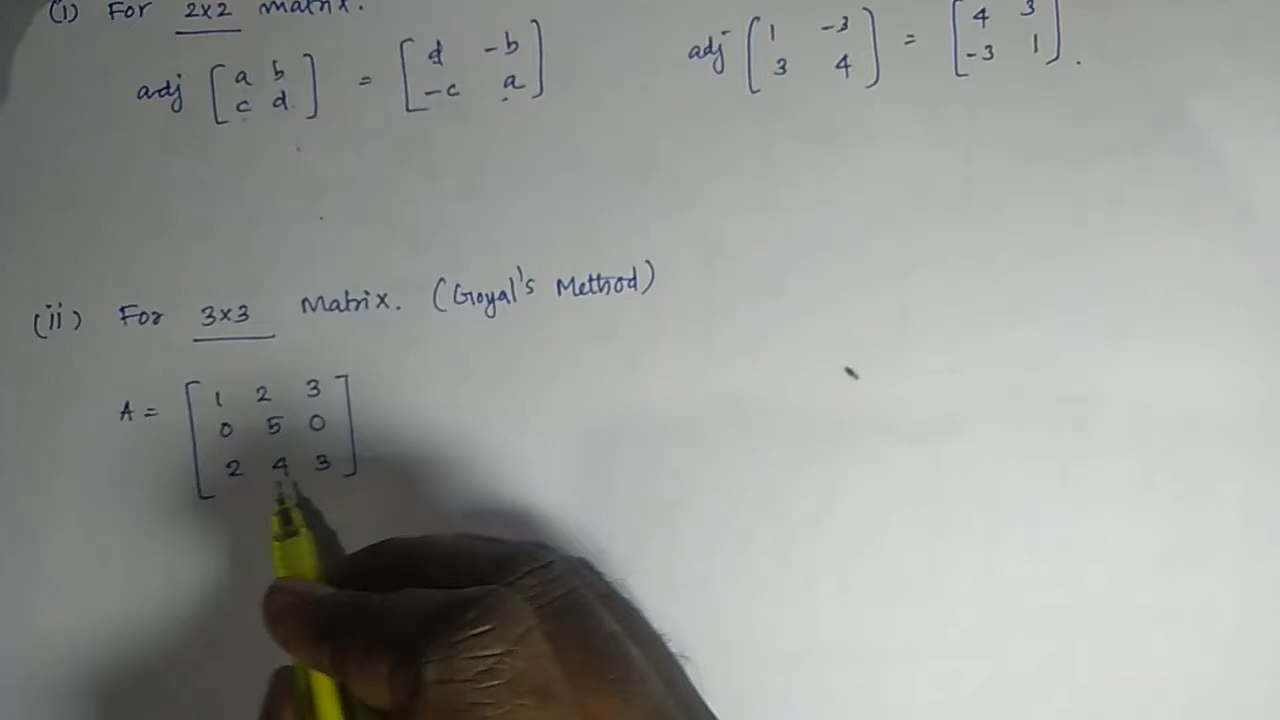 (i) For 2x2 matrix.
adj [a b] = [d -b] adj (1 -3) = [4 3]
[c d.] [-c a] (3 4) [-3 1].
(ii) For 3x3 Matrix. (Goyal's Method)
A = [1 2 3]
[0 5 0]
[2 4 3]